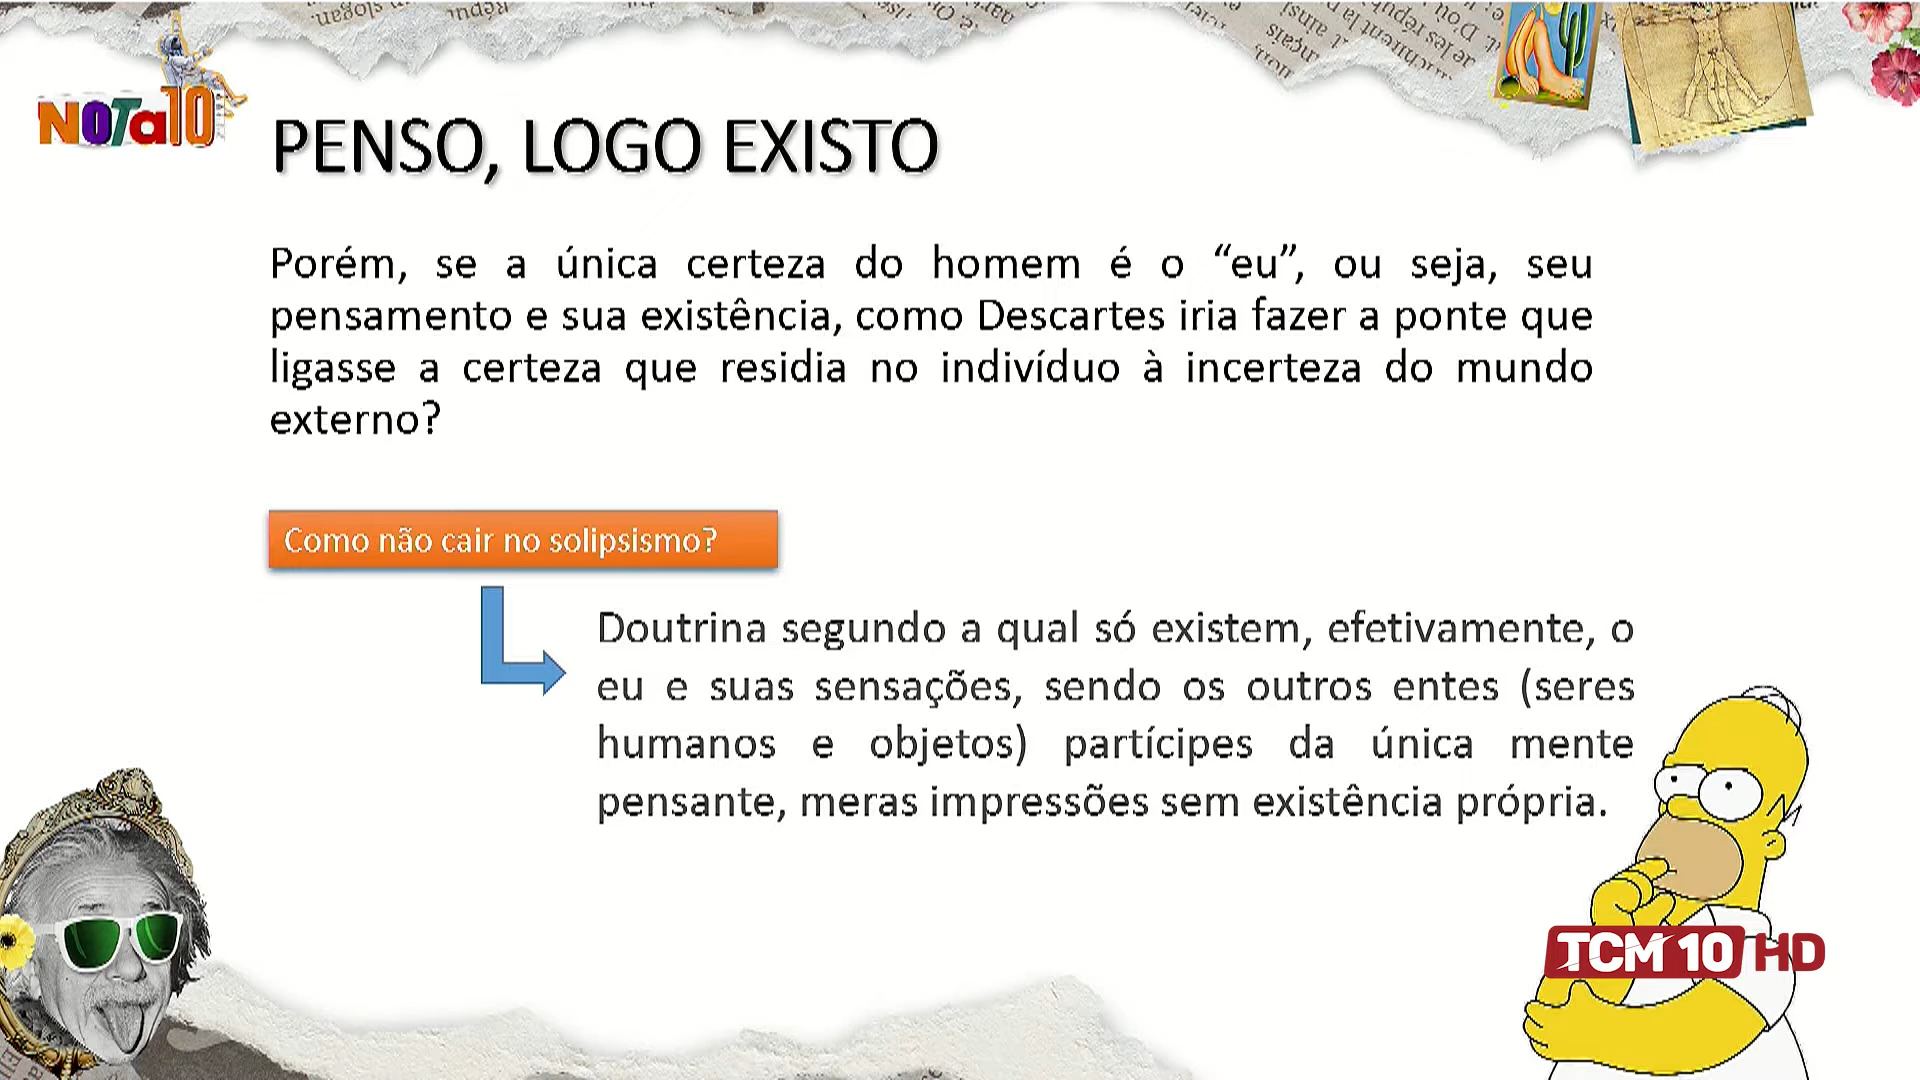 NOTa10
PENSO, LOGO EXISTO
Porém, se a única certeza do homem é o “eu”, ou seja, seu
pensamento e sua existência, como Descartes iria fazer a ponte que
ligasse a certeza que residia no indivíduo à incerteza do mundo
externo?
Como não cair no solipsismo?
Doutrina segundo a qual só existem, efetivamente, o
eu e suas sensações, sendo os outros entes (seres
humanos e objetos) partícipes da única mente
pensante, meras impressões sem existência própria.
TCM 10 HD